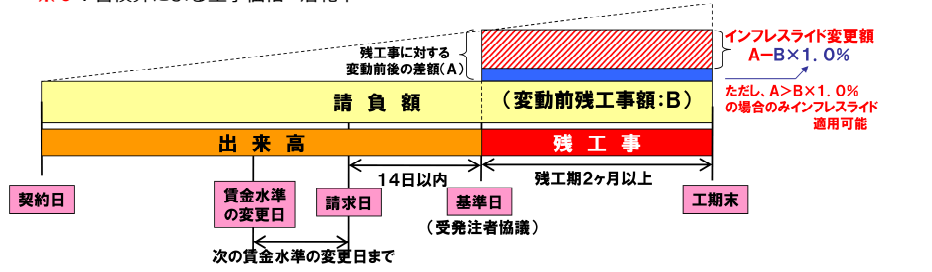 残工事に対する
変動前後の差額(A)
インフレスライド変更額
A－B×1.0%
ただし、A＞B×1.0%
の場合のみインフレスライド
適用可能
請負額
(変動前残工事額:B)
出来高
残工事
14日以内
残工期2ヶ月以上
契約日
賃金水準
の変更日
請求日
基準日
工期末
(受発注者協議)
次の賃金水準の変更日まで